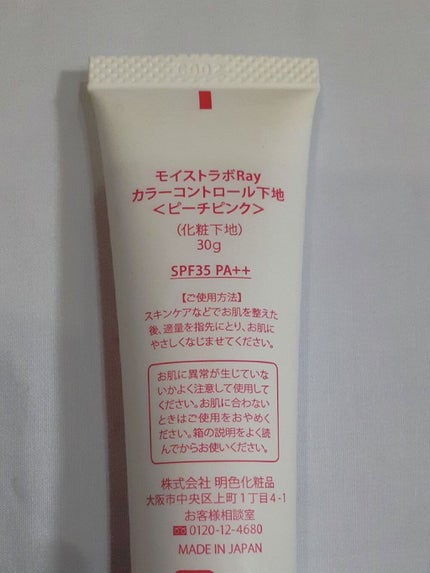 モイストラボRay
カラーコントロール下地
＜ピーチピンク＞
（化粧下地）
30g
SPF35 PA++
【ご使用方法】
スキンケアなどでお肌を整えた
後、適量を指先にとり、お肌に
やさしくなじませてください。
お肌に異常が生じていな
いかよく注意して使用して
ください。お肌に合わない
ときはご使用をおやめく
ださい。箱の説明をよく読
んでからお使いください。
株式会社 明色化粧品
大阪市中央区上町1丁目4-1
お客様相談室
☎0120-12-4680
MADE IN JAPAN